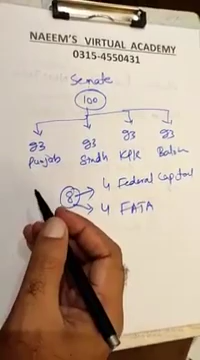 NAEEM'S VIRTUAL ACADEMY
0315-4550431
Senate
100
23 23 23 23
Punjab Sindh KPK Baloch
8
4 Federal Capital
4 FATA